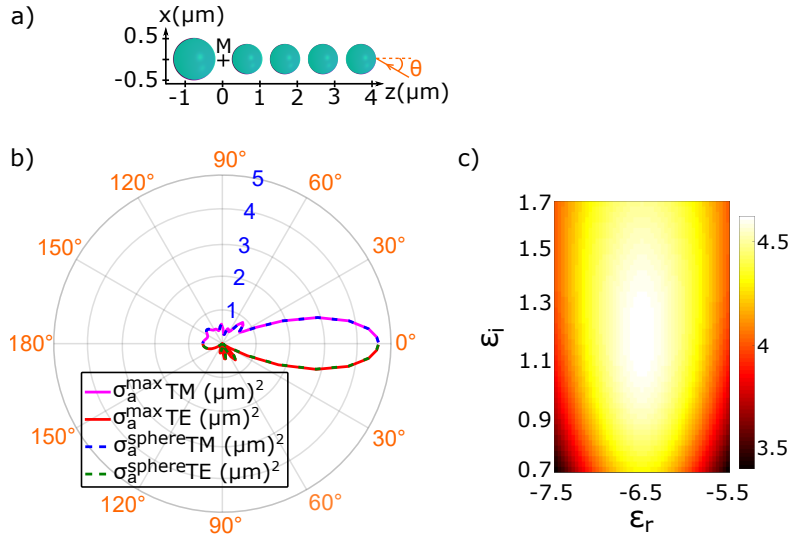 a)
x(μm)
0.5
-0.5
M
θ
z(μm)
-1 0 1 2 3 4
b)
90°
120° 60°
150° 30°
180° 0°
150° 30°
120° 60°
90°
5
4
3
2
1
σₐᵐᵃˣ TM (μm)²
σₐᵐᵃˣ TE (μm)²
σₐˢᵖʰᵉʳᵉ TM (μm)²
σₐˢᵖʰᵉʳᵉ TE (μm)²
c)
1.7
1.5
1.3
1.1
0.9
0.7
εi
-7.5 -6.5 -5.5
εr
4.5
4
3.5